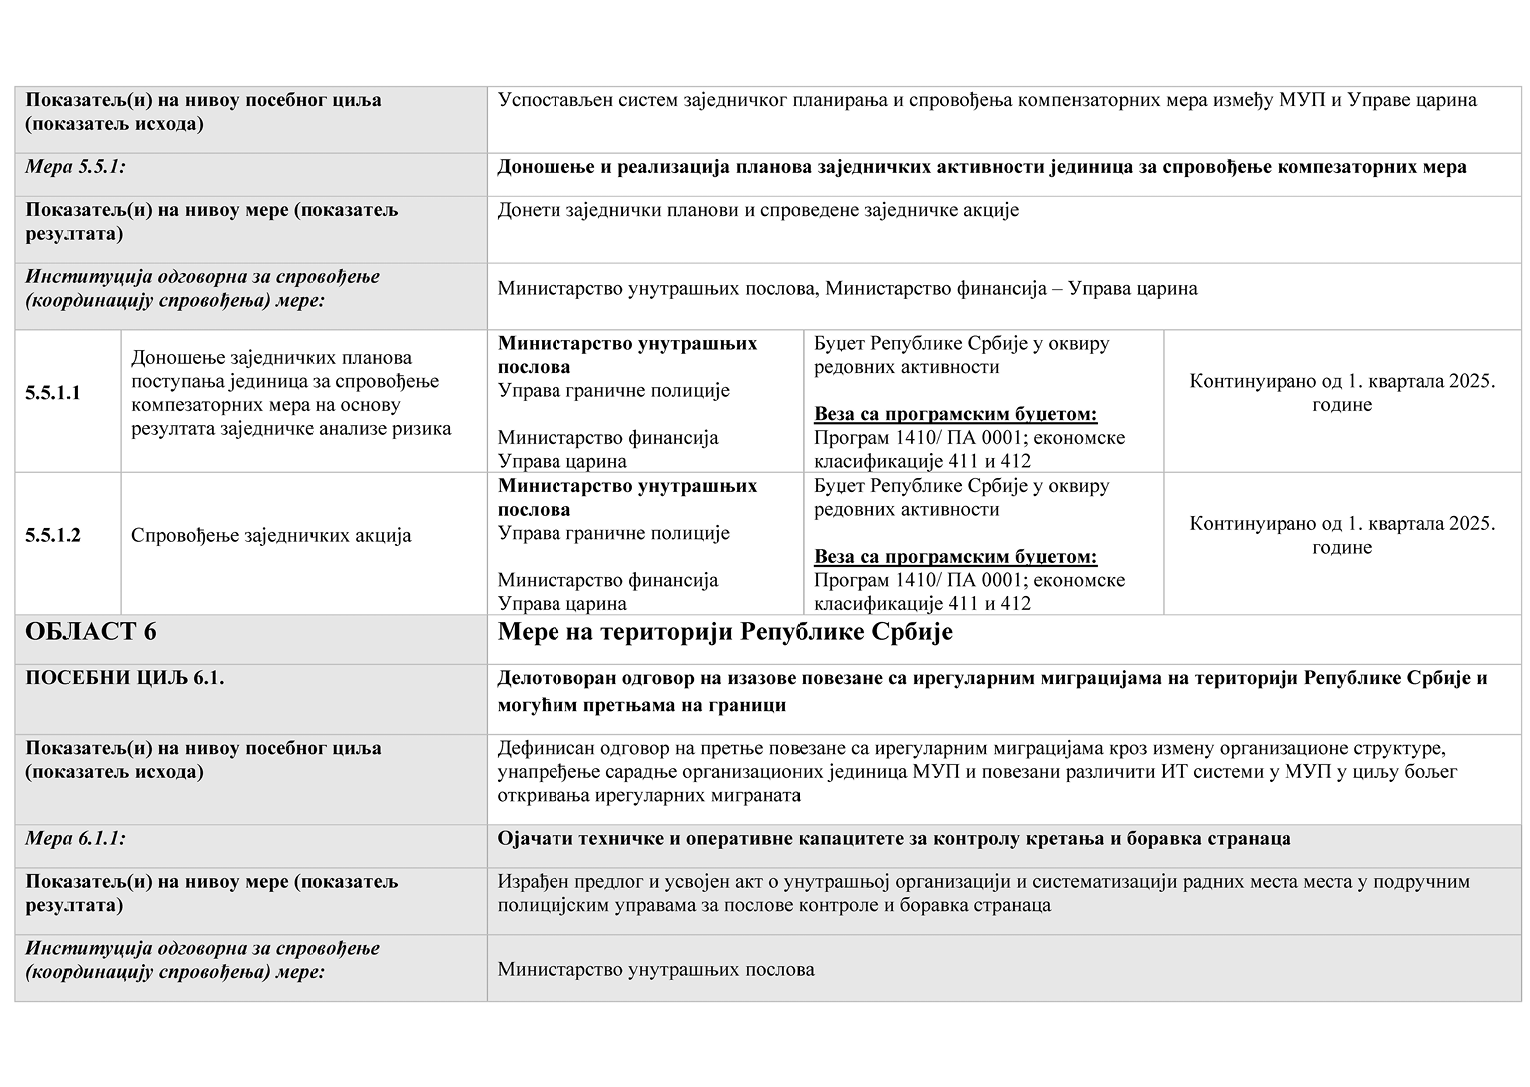 Показатељ(и) на нивоу посебног циља
(показатељ исхода)
Успостављен систем заједничког планирања и спровођења компензаторних мера између МУП и Управе царина
Мера 5.5.1:
Доношење и реализација планова заједничких активности јединица за спровођење компезаторних мера
Показатељ(и) на нивоу мере (показатељ
резултата)
Донети заједнички планови и спроведене заједничке акције
Институција одговорна за спровођење
(координацију спровођења) мере:
Министарство унутрашњих послова, Министарство финансија – Управа царина
5.5.1.1
Доношење заједничких планова
поступања јединица за спровођење
компезаторних мера на основу
резултата заједничке анализе ризика
Министарство унутрашњих
послова
Управа граничне полиције
Министарство финансија
Управа царина
Буџет Републике Србије у оквиру
редовних активности
Веза са програмским буџетом:
Програм 1410/ ПА 0001; економске
класификације 411 и 412
Континуирано од 1. квартала 2025.
године
5.5.1.2
Спровођење заједничких акција
Министарство унутрашњих
послова
Управа граничне полиције
Министарство финансија
Управа царина
Буџет Републике Србије у оквиру
редовних активности
Веза са програмским буџетом:
Програм 1410/ ПА 0001; економске
класификације 411 и 412
Континуирано од 1. квартала 2025.
године
ОБЛАСТ 6
Мере на територији Републике Србије
ПОСЕБНИ ЦИЉ 6.1.
Делотоворан одговор на изазове повезане са ирегуларним миграцијама на територији Републике Србије и
могућим претњама на граници
Показатељ(и) на нивоу посебног циља
(показатељ исхода)
Дефинисан одговор на претње повезане са ирегуларним миграцијама кроз измену организационе структуре,
унапређење сарадње организационих јединица МУП и повезани различити ИТ системи у МУП у циљу бољег
откривања ирегуларних миграната
Мера 6.1.1:
Ојачати техничке и оперативне капацитете за контролу кретања и боравка странаца
Показатељ(и) на нивоу мере (показатељ
резултата)
Израђен предлог и усвојен акт о унутрашњој организацији и систематизацији радних места места у подручним
полицијским управама за послове контроле и боравка странаца
Институција одговорна за спровођење
(координацију спровођења) мере:
Министарство унутрашњих послова